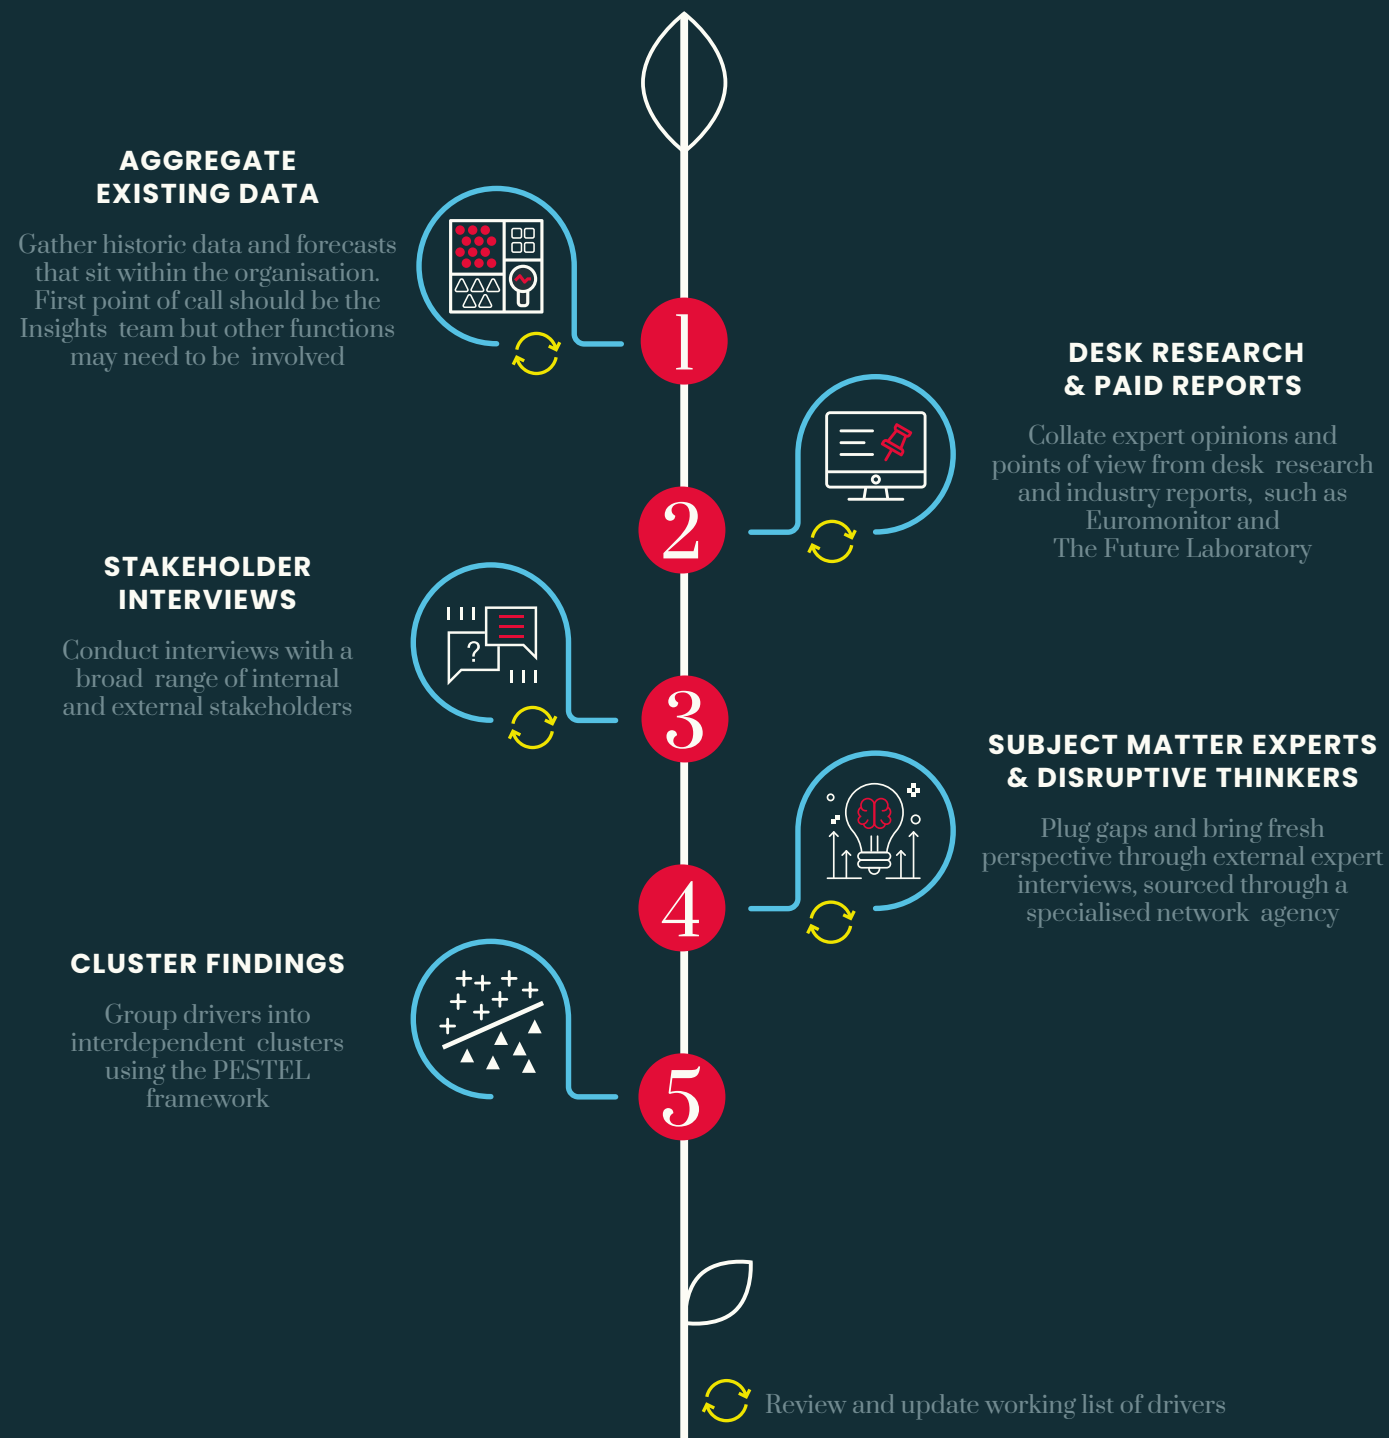 AGGREGATE
EXISTING DATA
Gather historic data and forecasts
that sit within the organisation.
First point of call should be the
Insights team but other functions
may need to be involved
1
DESK RESEARCH
& PAID REPORTS
Collate expert opinions and
points of view from desk research
and industry reports, such as
Euromonitor and
The Future Laboratory
2
STAKEHOLDER
INTERVIEWS
Conduct interviews with a
broad range of internal
and external stakeholders
?
3
SUBJECT MATTER EXPERTS
& DISRUPTIVE THINKERS
Plug gaps and bring fresh
perspective through external expert
interviews, sourced through a
specialised network agency
4
CLUSTER FINDINGS
Group drivers into
interdependent clusters
using the PESTEL
framework
5
Review and update working list of drivers